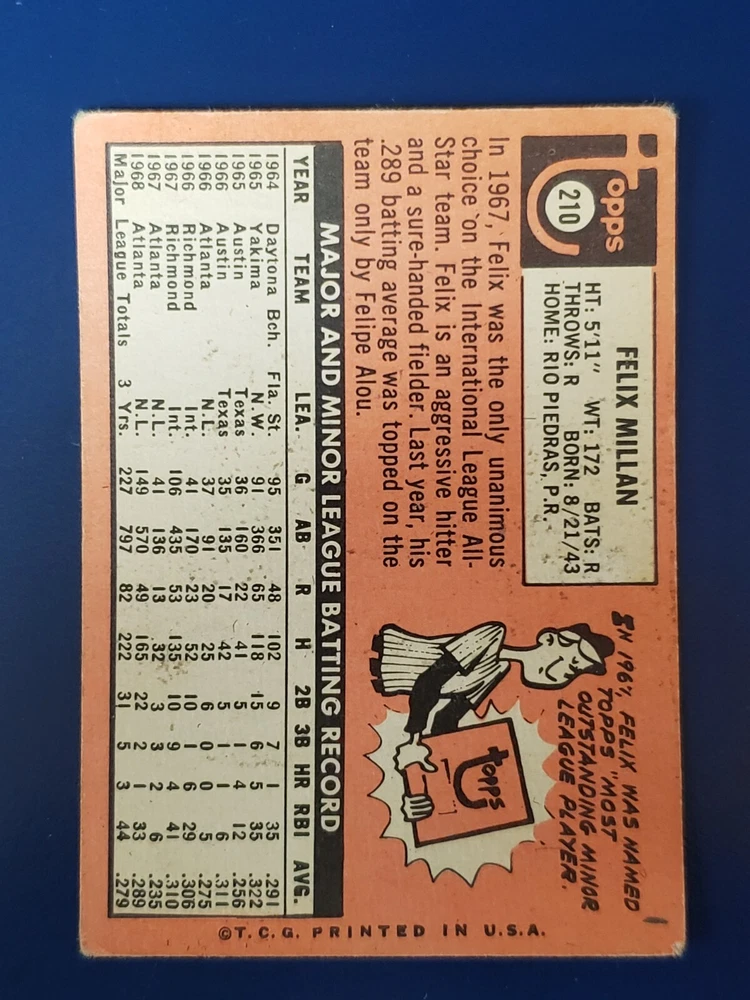 Topps
210
FELIX MILLAN
HT: 5'11" WT: 172 BATS: R
THROWS: R BORN: 8/21/43
HOME: RIO PIEDRAS, P.R.
In 1967, Felix was the only unanimous
choice on the International League All-
Star team. Felix is an aggressive hitter
and a sure-handed fielder. Last year, his
.289 batting average was topped on the
team only by Felipe Alou.
IN 1967, FELIX WAS NAMED
TOPPS "MOST
OUTSTANDING MINOR
LEAGUE PLAYER.
Topps
MAJOR AND MINOR LEAGUE BATTING RECORD
YEAR TEAM LEA. G AB R H 2B 3B HR RBI AVG.
1964 Daytona Bch. Fla. St. 95 351 48 102 9 7 1 35 .291
1965 Yakima N.W. 91 366 65 118 15 6 5 35 .322
1965 Austin Texas 36 160 22 41 5 1 4 12 .256
1966 Austin Texas 35 135 17 42 5 1 1 6 .311
1966 Atlanta N.L. 37 91 20 25 6 0 0 5 .275
1966 Richmond Int. 41 170 23 52 10 1 6 29 .306
1967 Richmond Int. 106 435 53 135 10 9 4 41 .310
1967 Atlanta N.L. 41 136 13 32 3 3 2 6 .235
1968 Atlanta N.L. 149 570 49 165 22 2 1 33 .289
Major League Totals 3 Yrs. 227 797 82 222 31 5 3 44 .279
©T.C.G. PRINTED IN U.S.A.